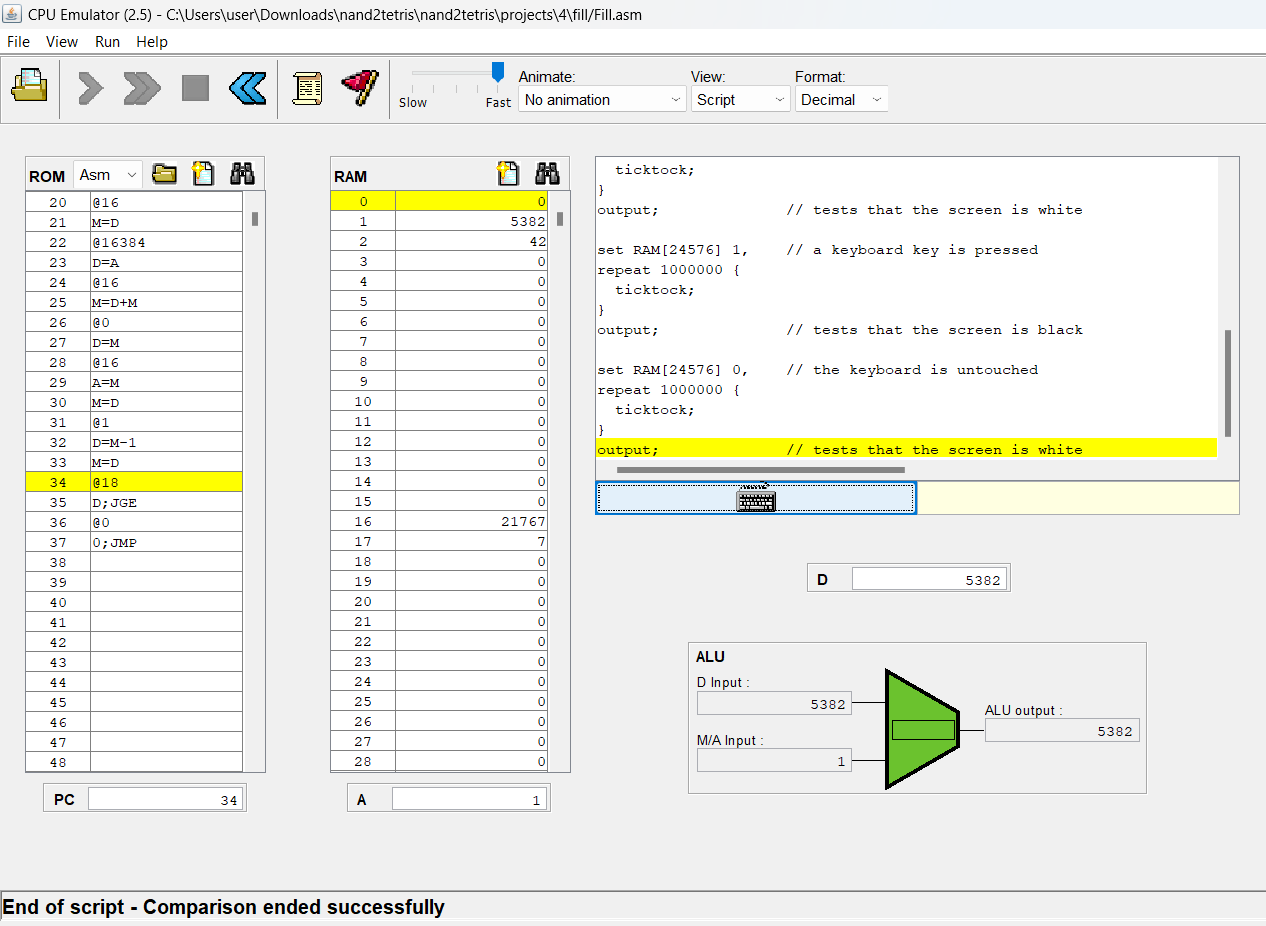 CPU Emulator (2.5) - C:\Users\user\Downloads\nand2tetris\nand2tetris\projects\4\fill/Fill.asm
File View Run Help
Slow Fast
Animate: View: Format:
No animation Script Decimal
ROM Asm
20 @16
21 M=D
22 @16384
23 D=A
24 @16
25 M=D+M
26 @0
27 D=M
28 @16
29 A=M
30 M=D
31 @1
32 D=M-1
33 M=D
34 @18
35 D;JGE
36 @0
37 0;JMP
38
39
40
41
42
43
44
45
46
47
48
PC 34
RAM
0 0
1 5382
2 42
3 0
4 0
5 0
6 0
7 0
8 0
9 0
10 0
11 0
12 0
13 0
14 0
15 0
16 21767
17 7
18 0
19 0
20 0
21 0
22 0
23 0
24 0
25 0
26 0
27 0
28 0
A 1
ticktock;
}
output; // tests that the screen is white
set RAM[24576] 1, // a keyboard key is pressed
repeat 1000000 {
ticktock;
}
output; // tests that the screen is black
set RAM[24576] 0, // the keyboard is untouched
repeat 1000000 {
ticktock;
}
output; // tests that the screen is white
D 5382
ALU
D Input :
5382
M/A Input :
1
ALU output :
5382
End of script - Comparison ended successfully